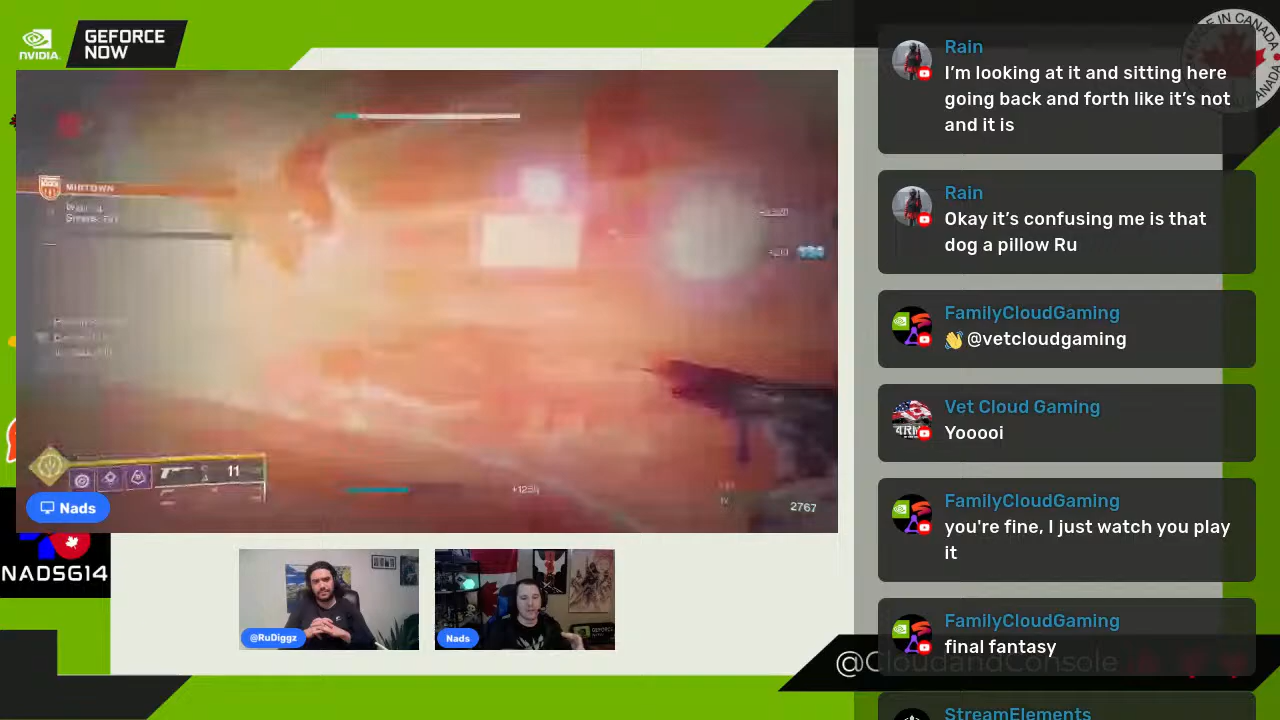 NVIDIA.
GEFORCE
NOW
MIDTOWN
11
2767
Nads
NADSG14
@RuDiggz
Nads
MADE IN CANADA
Rain
I'm looking at it and sitting here
going back and forth like it's not
and it is
Rain
Okay it's confusing me is that
dog a pillow Ru
FamilyCloudGaming
👋 @vetcloudgaming
Vet Cloud Gaming
Yooooi
FamilyCloudGaming
you're fine, I just watch you play
it
FamilyCloudGaming
final fantasy
@CloudandConsole
StreamElements